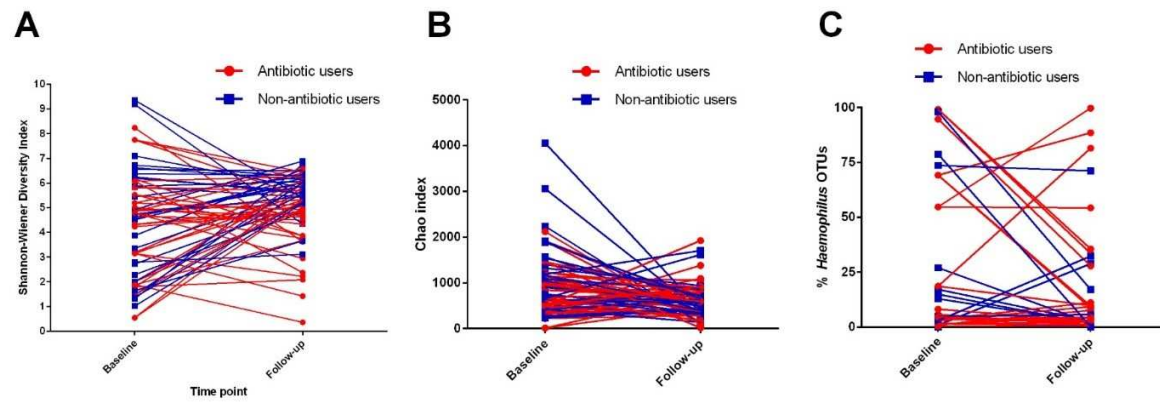 A
Antibiotic users
Non-antibiotic users
Shannon-Wiener Diversity Index
10
9
8
7
6
5
4
3
2
1
0
Baseline
Follow-up
Time point
B
Antibiotic users
Non-antibiotic users
Chao index
5000
4000
3000
2000
1000
0
Baseline
Follow-up
C
Antibiotic users
Non-antibiotic users
% Haemophilus OTUs
100
75
50
25
0
Baseline
Follow-up